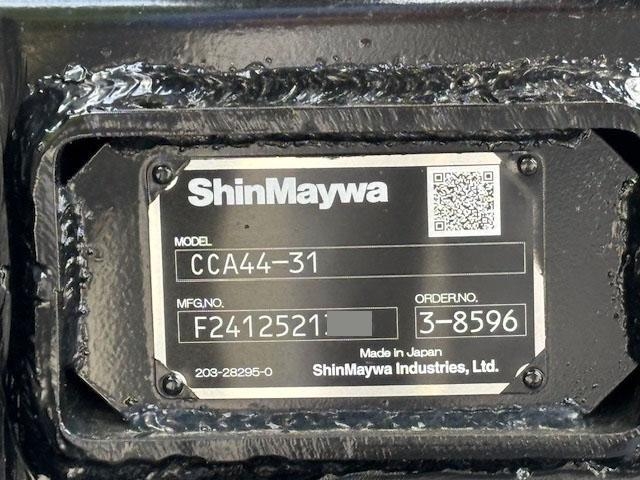 ShinMaywa
MODEL
CCA44-31
MFG,NO.
F2412521
ORDER,NO.
3-8596
Made in Japan
203-28295-0
ShinMaywa Industries, Ltd.